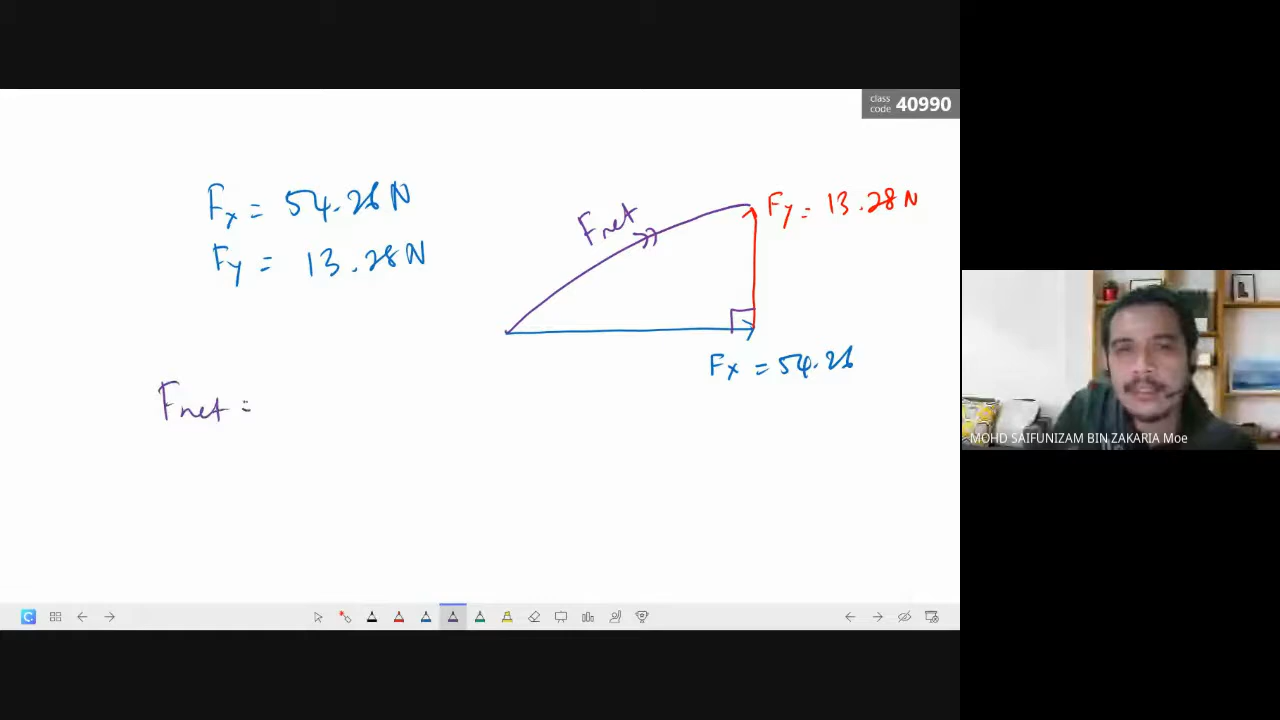 class
code 40990
Fx = 54.26 N
Fy = 13.28 N
Fnet
Fy = 13.28 N
Fx = 54.26
Fnet =
MOHD SAIFUNIZAM BIN ZAKARIA Moe